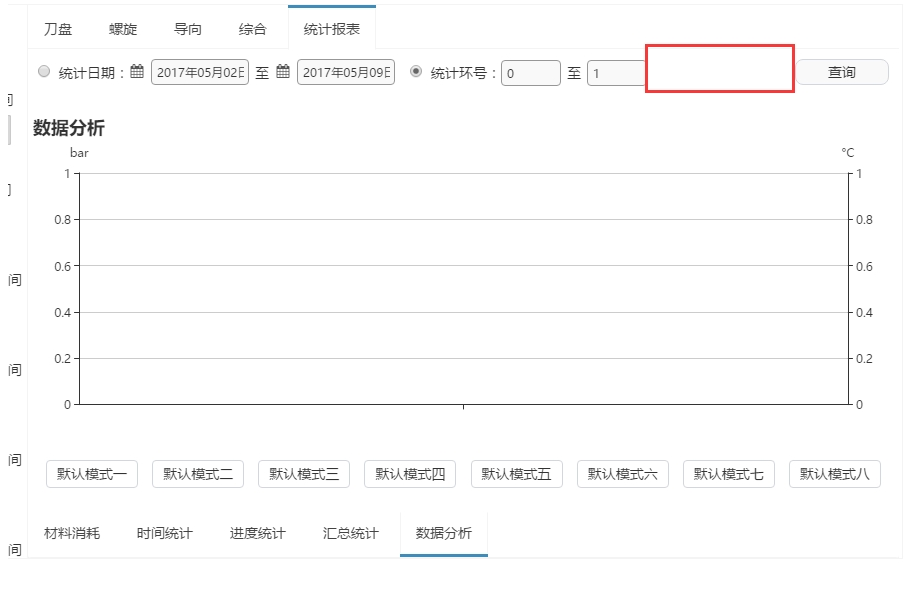 刀盘 螺旋 导向 综合 统计报表
统计日期： 2017年05月02日 至 2017年05月09日 统计环号： 0 至 1 查询
间
数据分析
bar °C
1 1
间
0.8 0.8
0.6 0.6
间
0.4 0.4
0.2 0.2
间
0 0
间
默认模式一 默认模式二 默认模式三 默认模式四 默认模式五 默认模式六 默认模式七 默认模式八
材料消耗 时间统计 进度统计 汇总统计 数据分析
间